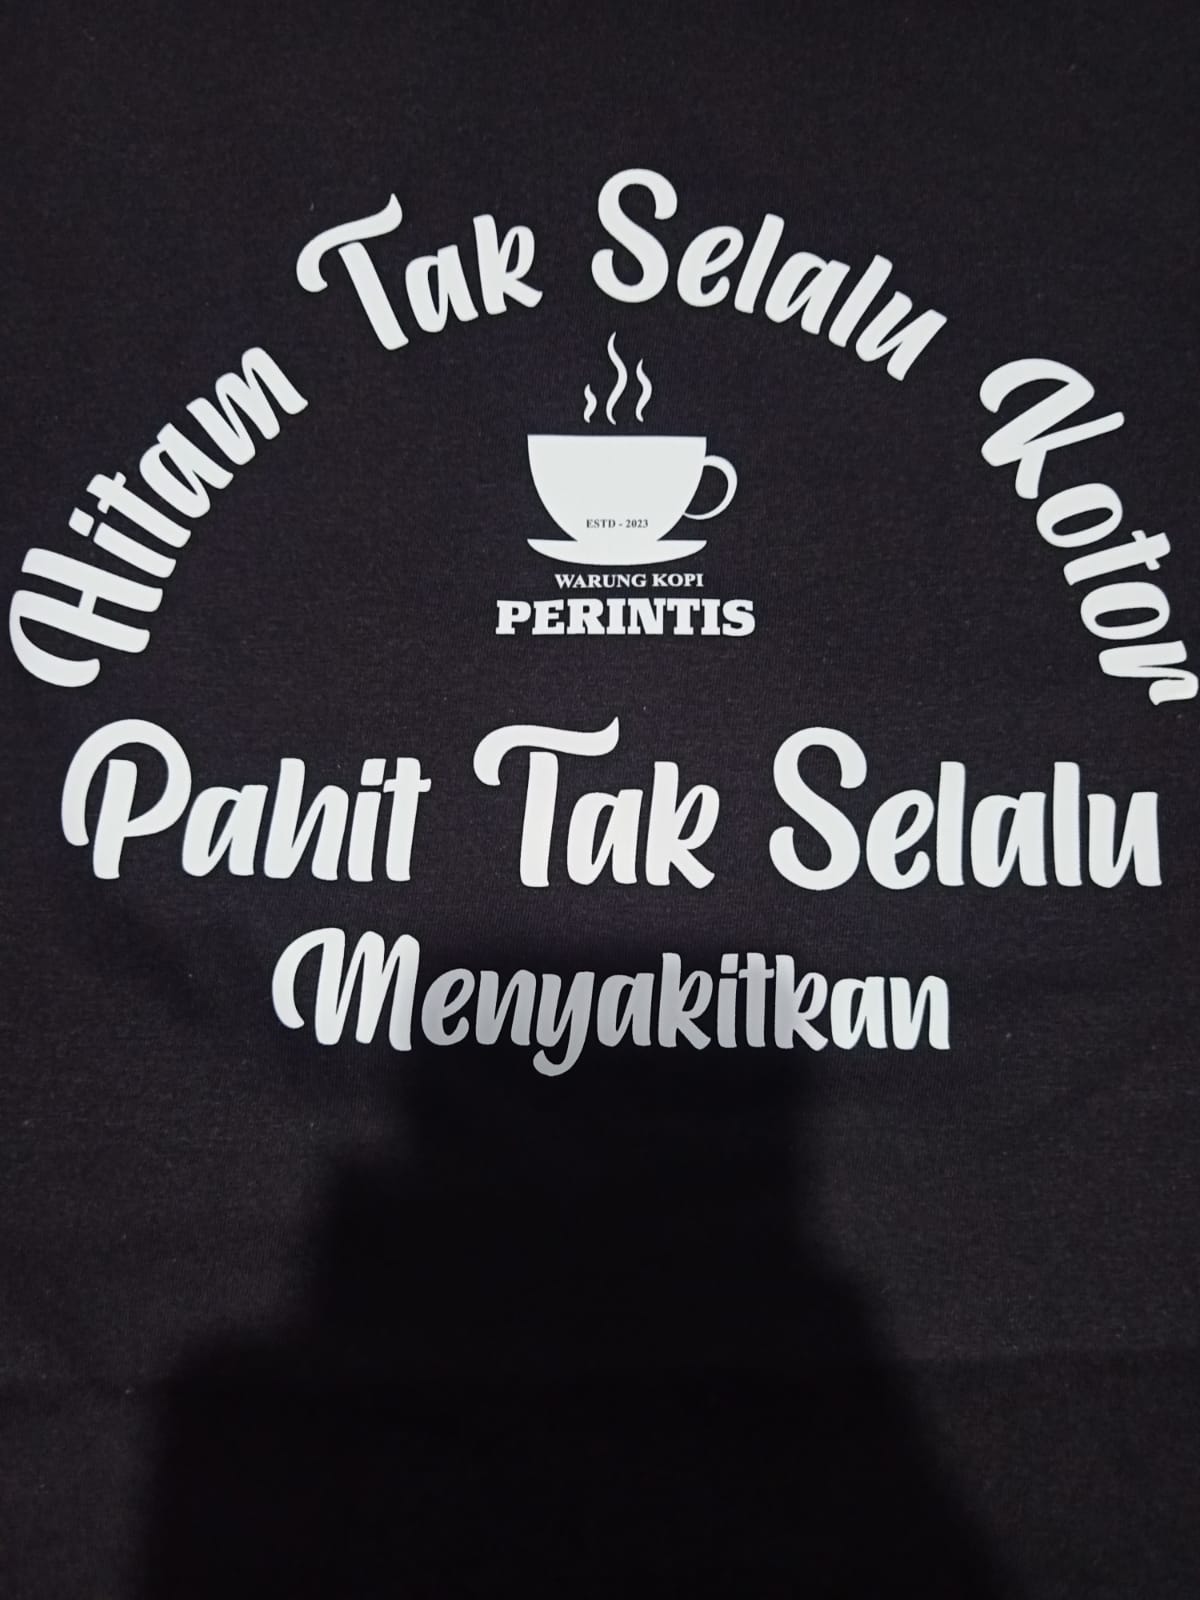 Hitam Tak Selalu Kotor
ESTD - 2023
WARUNG KOPI
PERINTIS
Pahit Tak Selalu
Menyakitkan